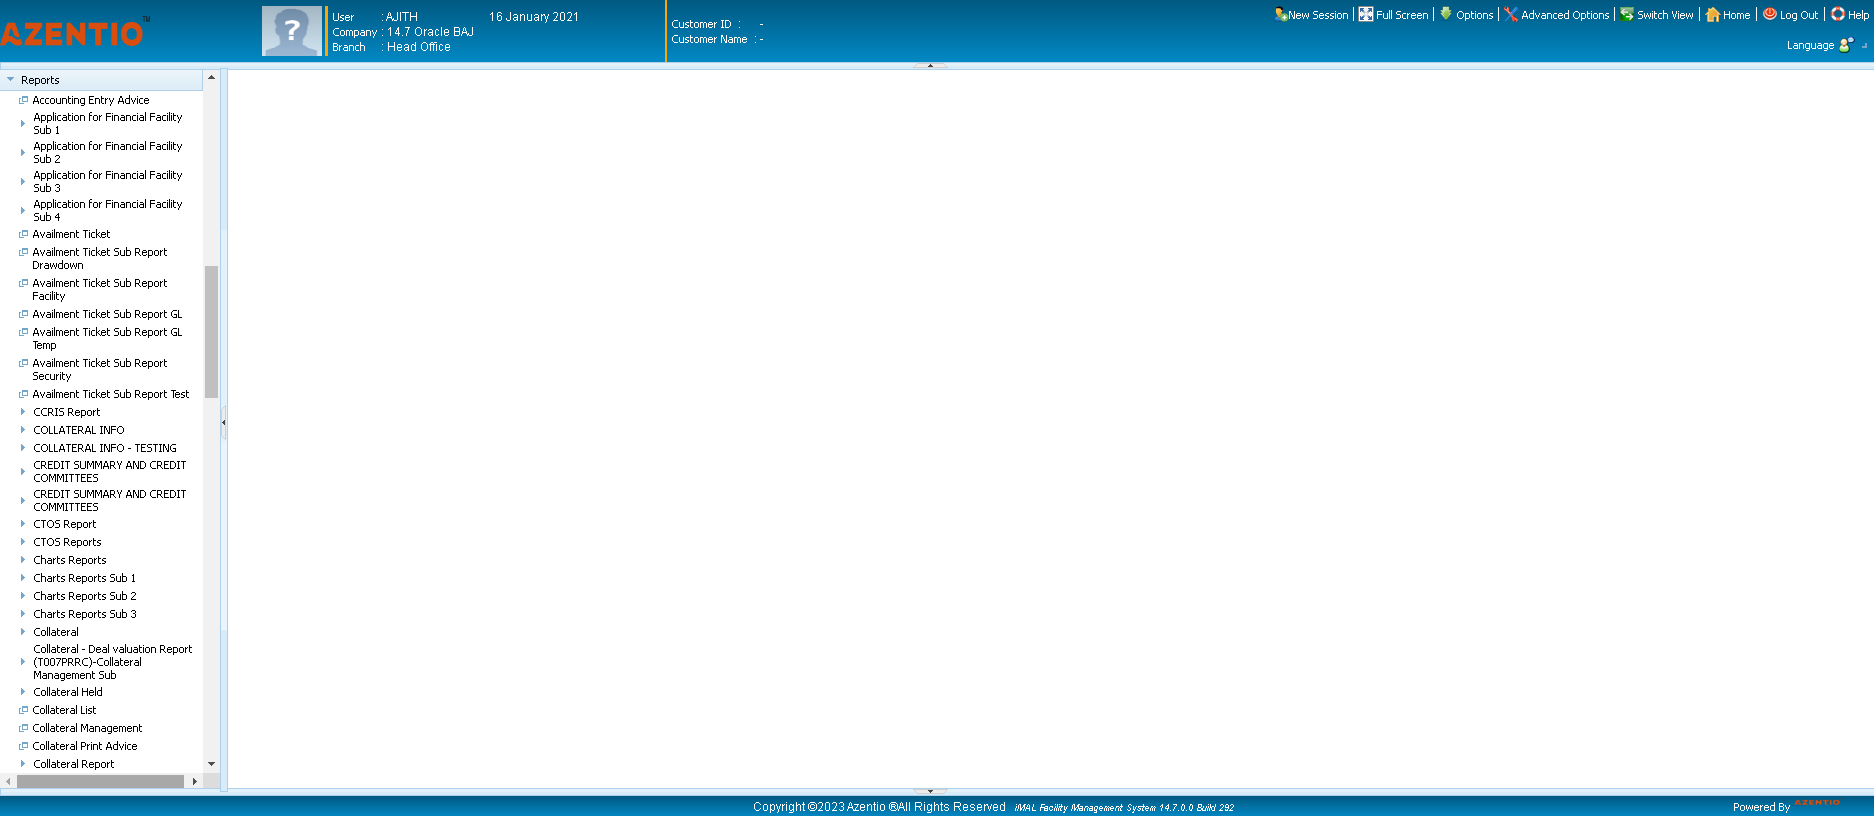 AZENTIO™
User : AJITH 16 January 2021
Company : 14.7 Oracle BAJ
Branch : Head Office
Customer ID : -
Customer Name : -
New Session Full Screen Options Advanced Options Switch View Home Log Out Help
Language
Reports
Accounting Entry Advice
Application for Financial Facility
Sub 1
Application for Financial Facility
Sub 2
Application for Financial Facility
Sub 3
Application for Financial Facility
Sub 4
Availment Ticket
Availment Ticket Sub Report
Drawdown
Availment Ticket Sub Report
Facility
Availment Ticket Sub Report GL
Availment Ticket Sub Report GL
Temp
Availment Ticket Sub Report
Security
Availment Ticket Sub Report Test
CCRIS Report
COLLATERAL INFO
COLLATERAL INFO - TESTING
CREDIT SUMMARY AND CREDIT
COMMITTEES
CREDIT SUMMARY AND CREDIT
COMMITTEES
CTOS Report
CTOS Reports
Charts Reports
Charts Reports Sub 1
Charts Reports Sub 2
Charts Reports Sub 3
Collateral
Collateral - Deal valuation Report
(T007PRRC)-Collateral
Management Sub
Collateral Held
Collateral List
Collateral Management
Collateral Print Advice
Collateral Report
Copyright ©2023 Azentio ®All Rights Reserved iMAL Facility Management System 14.7.0.0 Build 292
Powered By AZENTIO